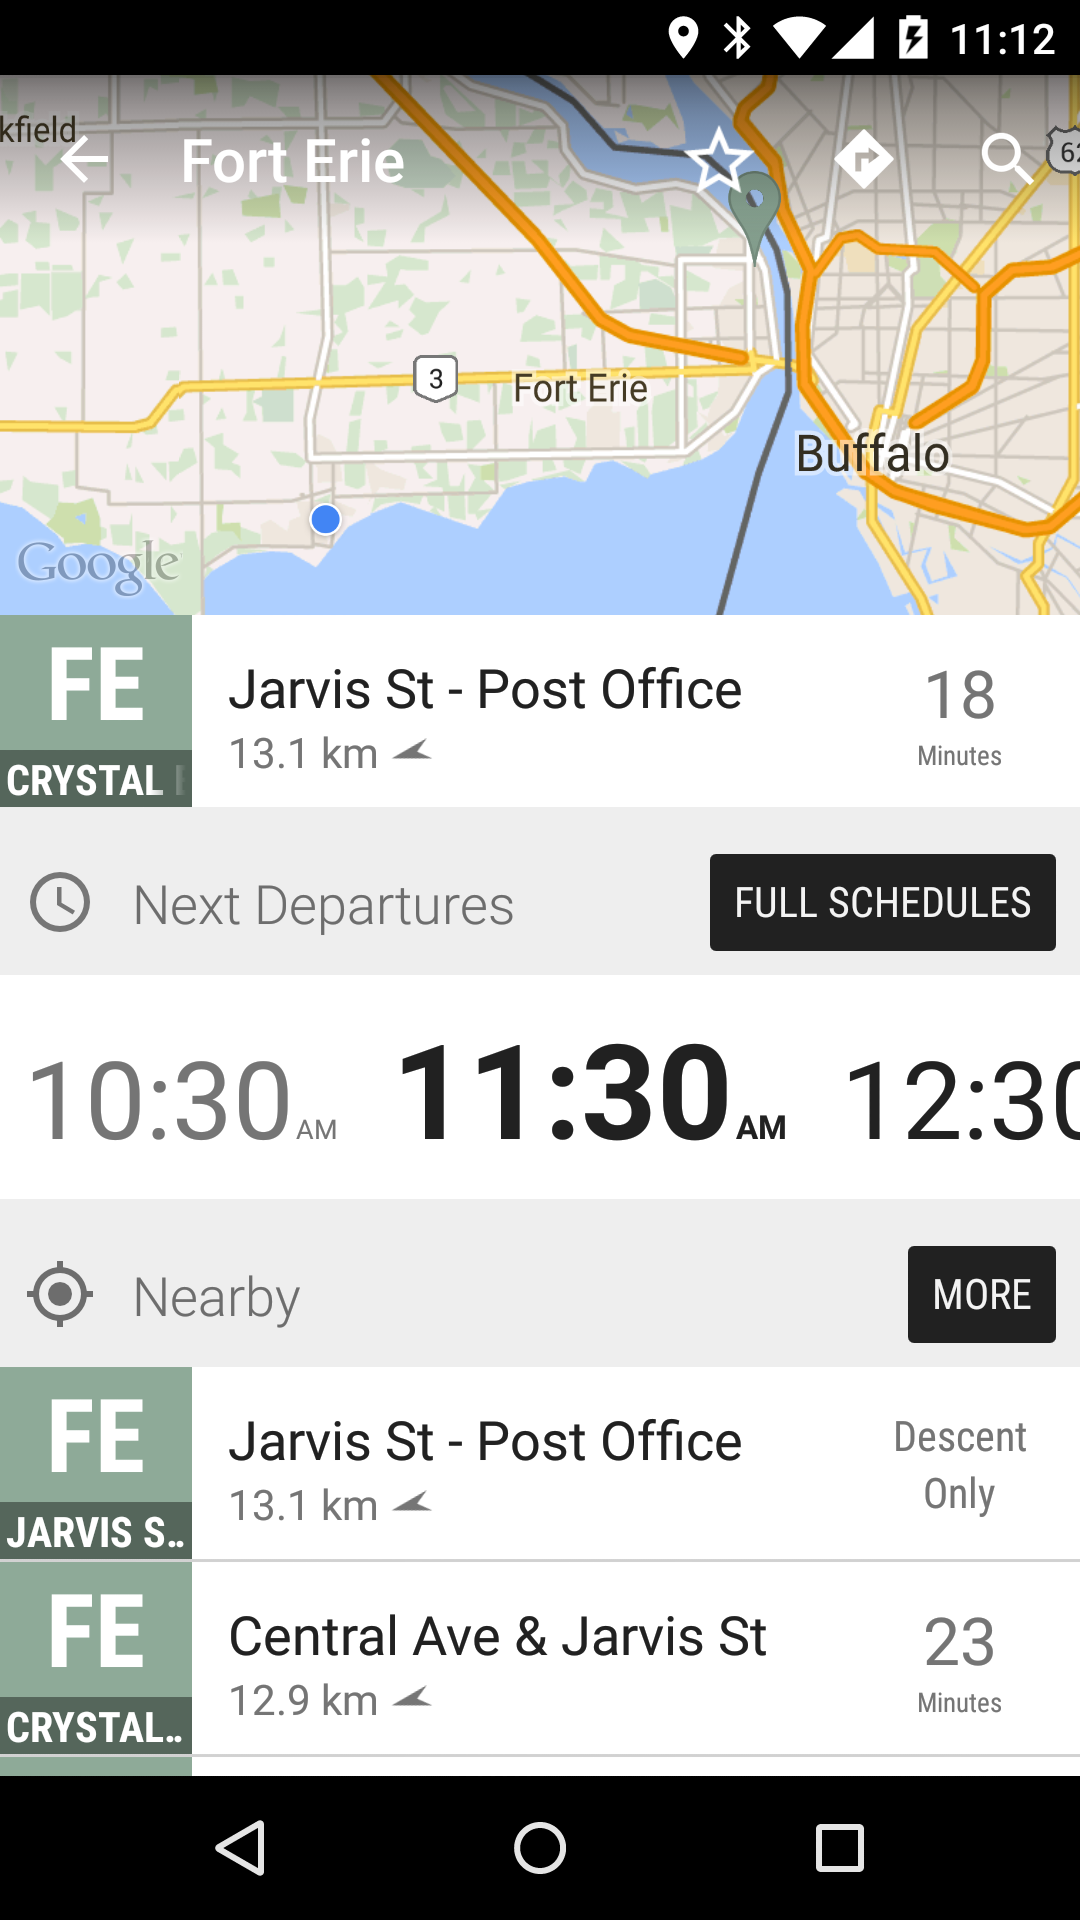 11:12
kfield
Fort Erie
62
3
Fort Erie
Buffalo
Google
FE
CRYSTAL
Jarvis St - Post Office
13.1 km
18
Minutes
Next Departures
FULL SCHEDULES
10:30 AM
11:30 AM
12:30
Nearby
MORE
FE
JARVIS S..
Jarvis St - Post Office
13.1 km
Descent
Only
FE
CRYSTAL..
Central Ave & Jarvis St
12.9 km
23
Minutes